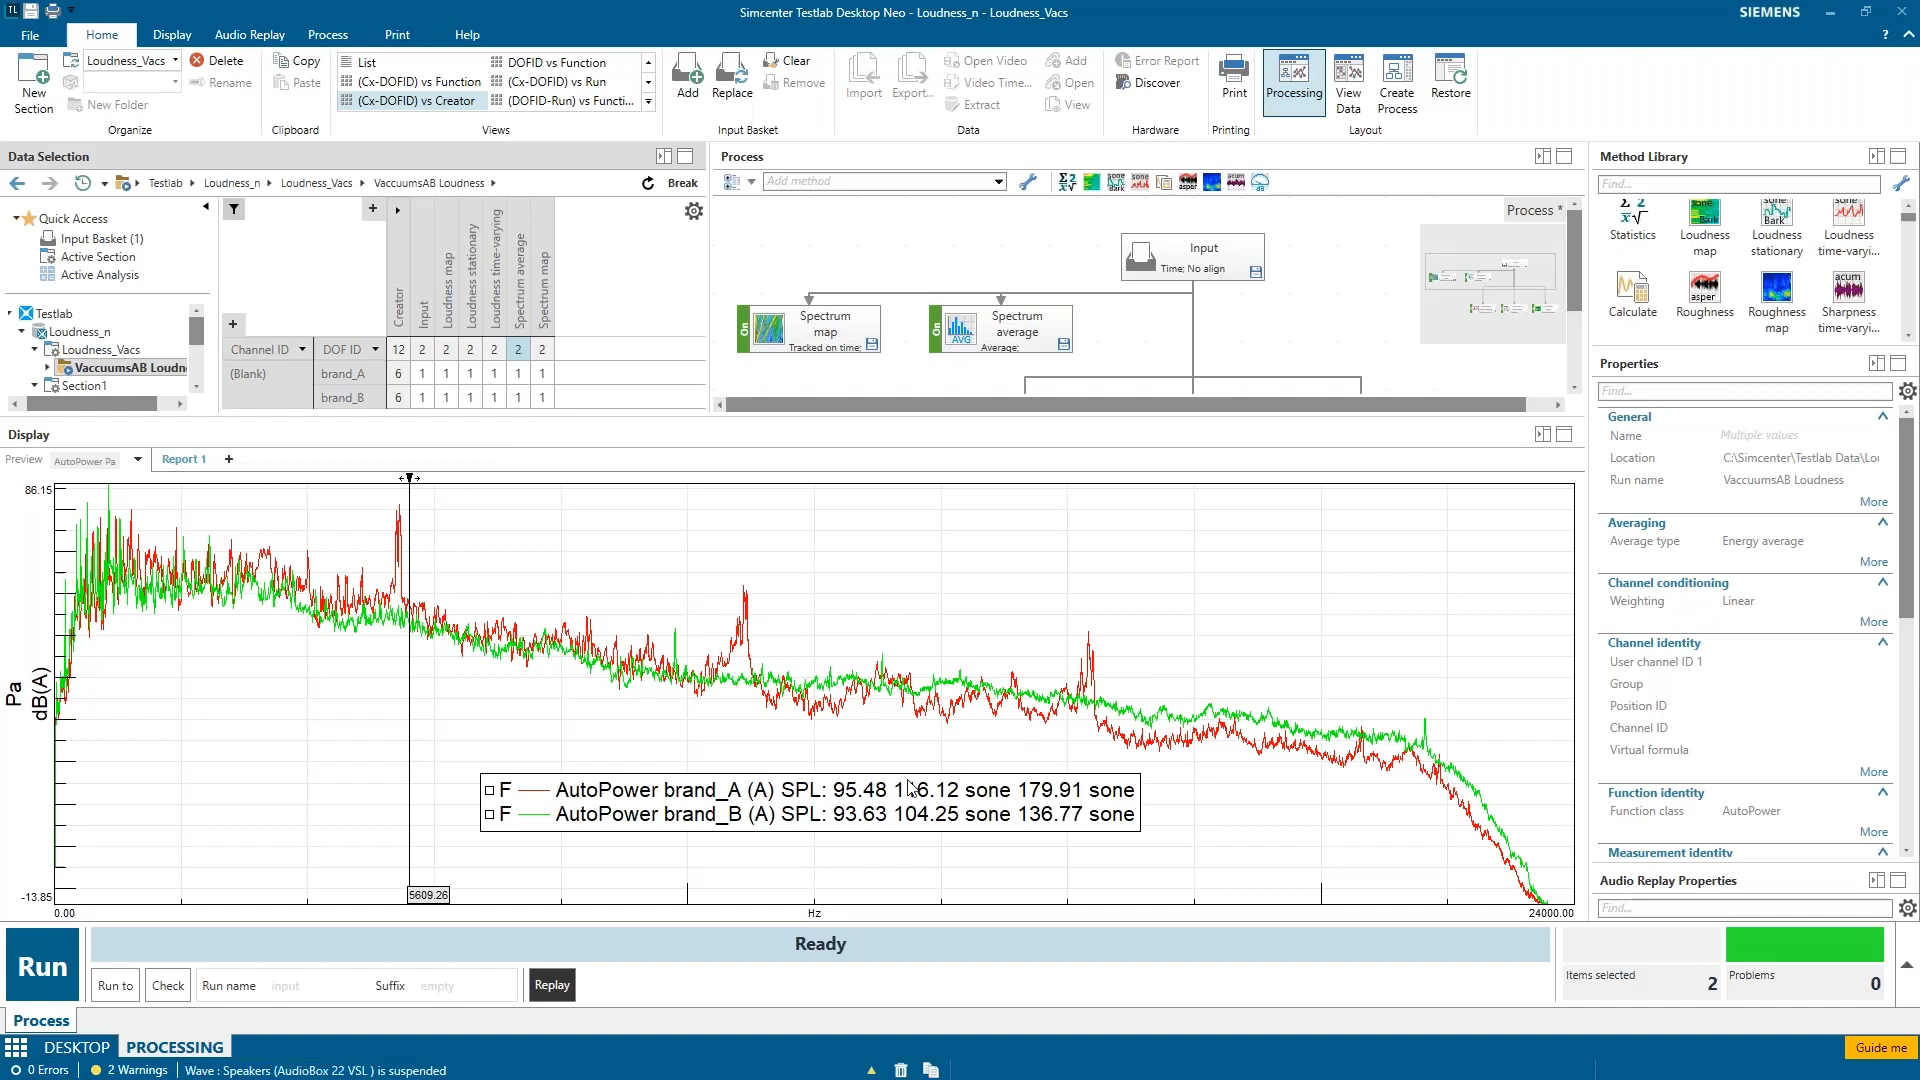 TL
Simcenter Testlab Desktop Neo - Loudness_n - Loudness_Vacs
SIEMENS
File
Home
Display
Audio Replay
Process
Print
Help
?
New Section
Loudness_Vacs
Delete
Rename
New Folder
Organize
Copy
Paste
Clipboard
List
(Cx-DOFID) vs Function
(Cx-DOFID) vs Creator
DOFID vs Function
(Cx-DOFID) vs Run
(DOFID-Run) vs Functi...
Views
Add
Replace
Clear
Remove
Input Basket
Import
Export...
Open Video
Video Time...
Extract
Add
Open
View
Data
Error Report
Discover
Hardware
Print
Printing
Processing
View Data
Create Process
Restore
Layout
Data Selection
Testlab
Loudness_n
Loudness_Vacs
VaccuumsAB Loudness
Break
Quick Access
Input Basket (1)
Active Section
Active Analysis
Testlab
Loudness_n
Loudness_Vacs
VaccuumsAB Loudn
Section1
Creator
Input
Loudness map
Loudness stationary
Loudness time-varying
Spectrum average
Spectrum map
Channel ID DOF ID 12 2 2 2 2 2 2
(Blank) brand_A 6 1 1 1 1 1 1
brand_B 6 1 1 1 1 1 1
Process
Add method
Process *
Input
Time; No align
On
Spectrum map
Tracked on time;
On
AVG
Spectrum average
Average;
Method Library
Find...
Statistics
Loudness map
Loudness stationary
Loudness time-varyi...
Calculate
asper
Roughness
Roughness map
acum
Sharpness time-varyi...
Properties
Find...
General
Name Multiple values
Location C:\Simcenter\Testlab Data\Lo
Run name VaccuumsAB Loudness
More
Averaging
Average type Energy average
More
Channel conditioning
Weighting Linear
More
Channel identity
User channel ID 1
Group
Position ID
Channel ID
Virtual formula
More
Function identity
Function class AutoPower
More
Measurement identity
Audio Replay Properties
Find...
Display
Preview AutoPower Pa
Report 1 +
86.15
Pa
dB(A)
-13.85
0.00
5609.26
Hz
24000.00
F AutoPower brand_A (A) SPL: 95.48 sone 179.91 sone
F AutoPower brand_B (A) SPL: 93.63 104.25 sone 136.77 sone
Run
Ready
Run to
Check
Run name input
Suffix empty
Replay
Items selected
2
Problems
0
Process
DESKTOP
PROCESSING
Guide me
0 Errors
2 Warnings
Wave : Speakers (AudioBox 22 VSL ) is suspended